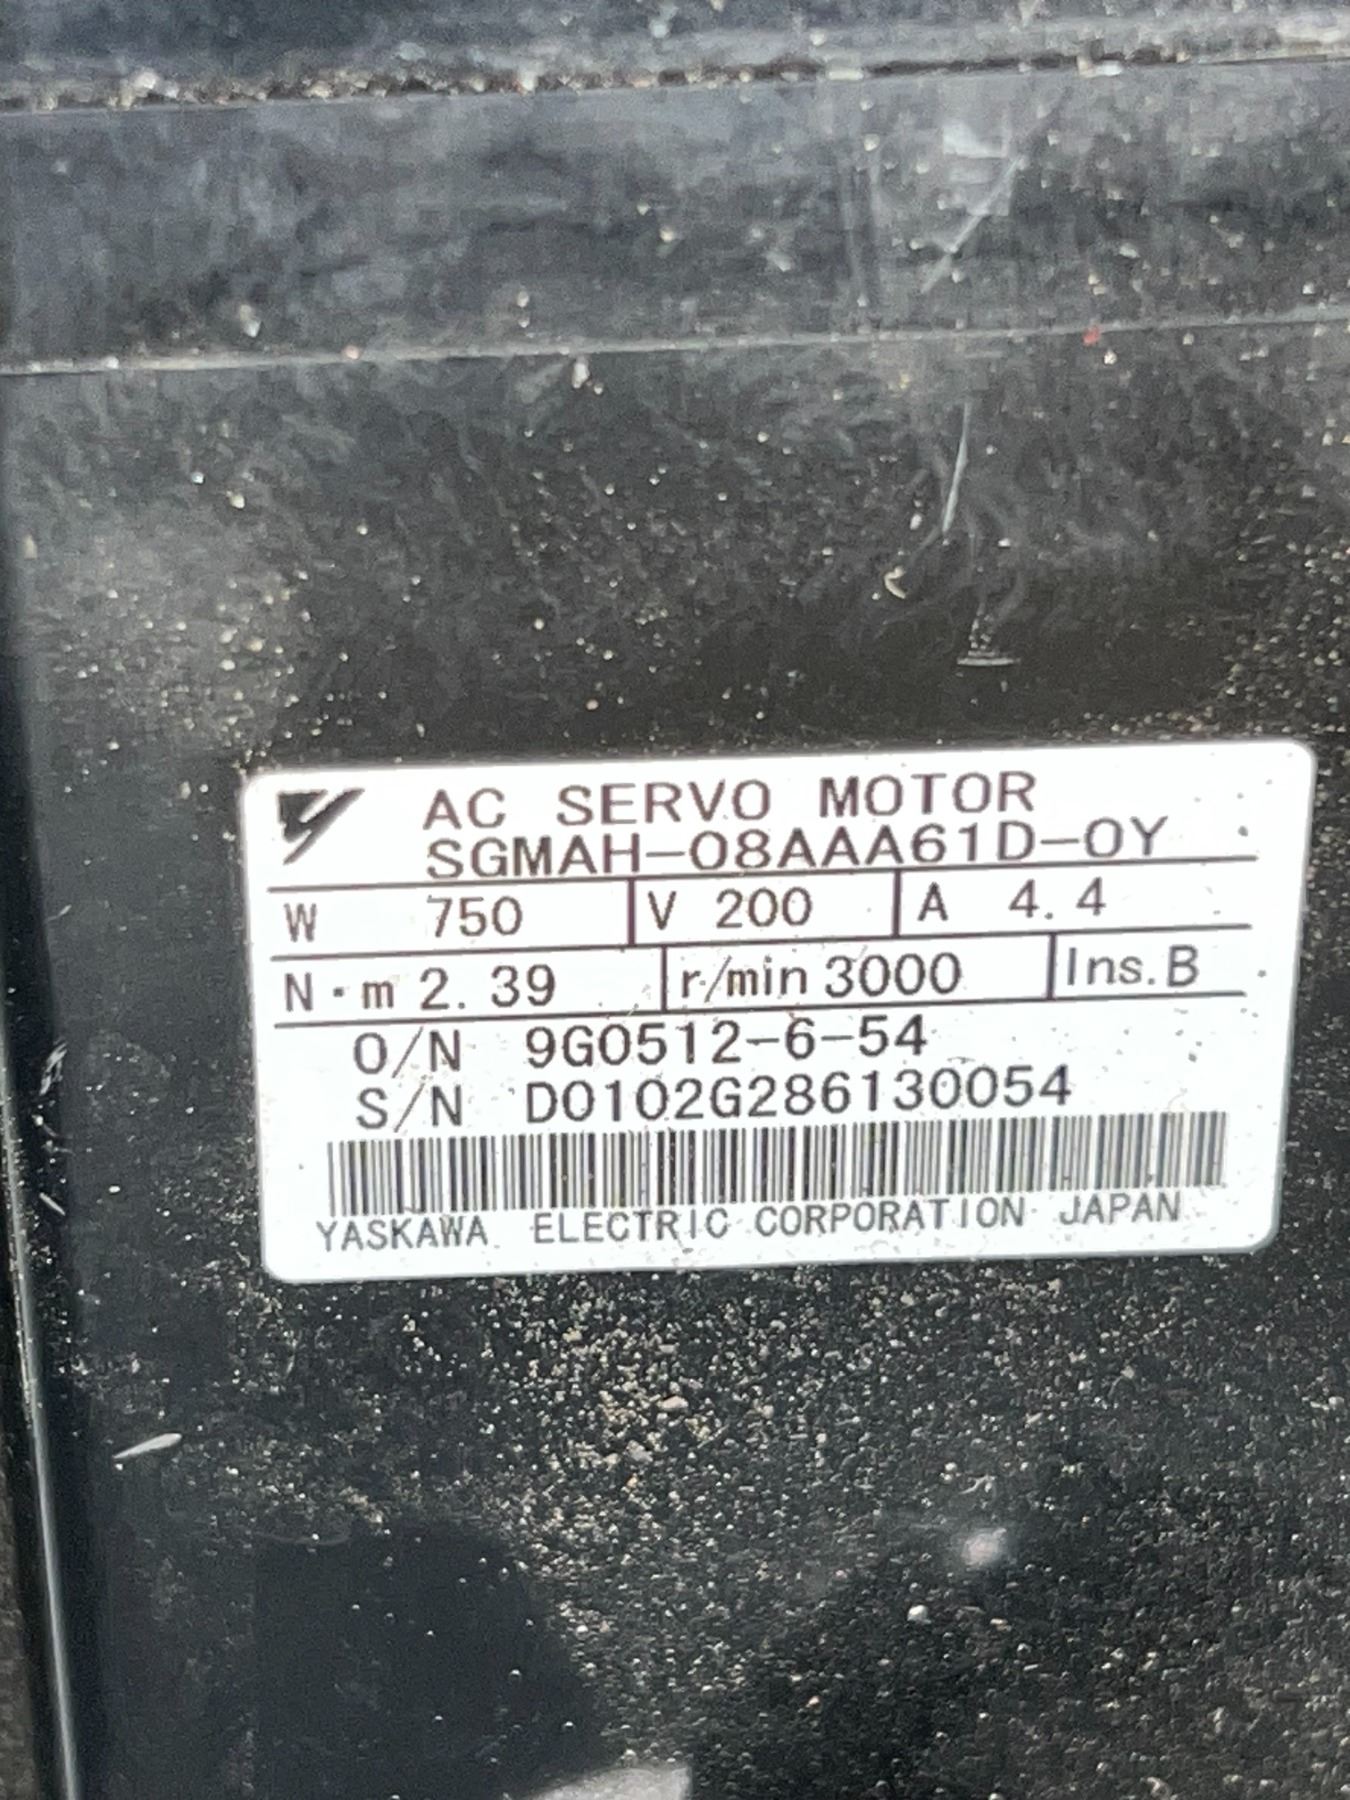 AC SERVO MOTOR
SGMAH-08AAA61D-0Y
W 750 V 200 A 4.4
N·m 2.39 r/min 3000 Ins.B
O/N 9G0512-6-54
S/N D0102G286130054
YASKAWA ELECTRIC CORPORATION JAPAN